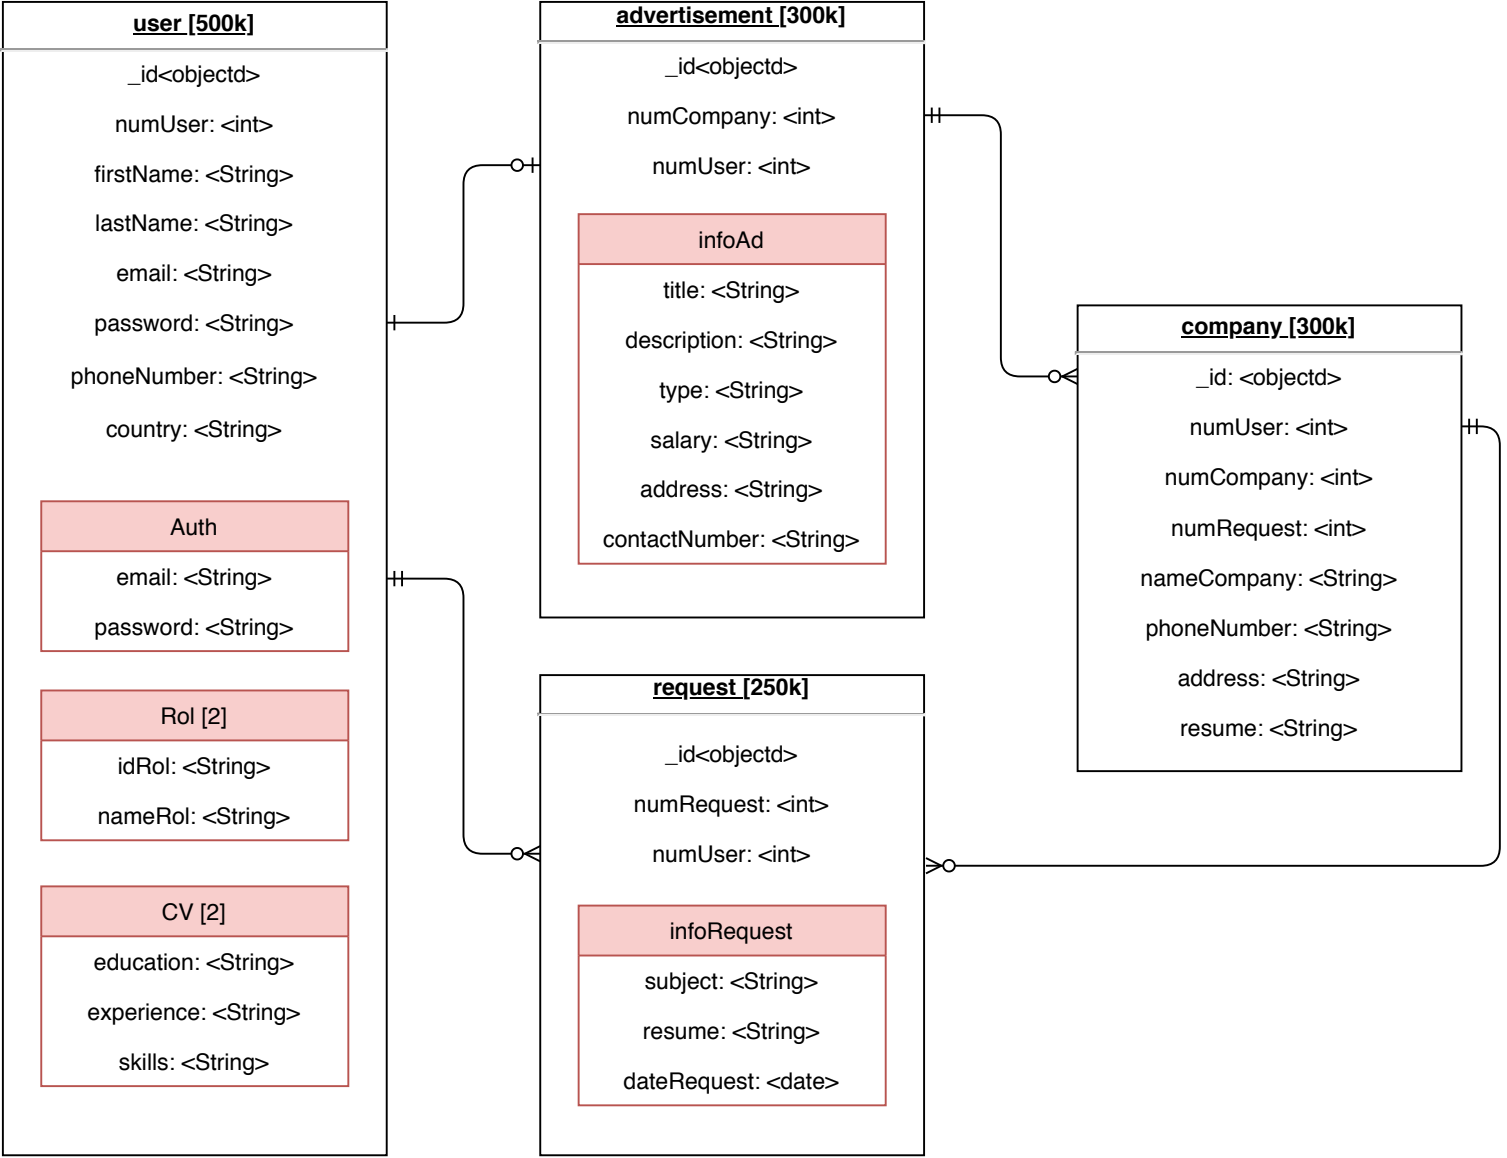 user [500k]
_id<objectd>
numUser: <int>
firstName: <String>
lastName: <String>
email: <String>
password: <String>
phoneNumber: <String>
country: <String>
Auth
email: <String>
password: <String>
Rol [2]
idRol: <String>
nameRol: <String>
CV [2]
education: <String>
experience: <String>
skills: <String>
advertisement [300k]
_id<objectd>
numCompany: <int>
numUser: <int>
infoAd
title: <String>
description: <String>
type: <String>
salary: <String>
address: <String>
contactNumber: <String>
request [250k]
_id<objectd>
numRequest: <int>
numUser: <int>
infoRequest
subject: <String>
resume: <String>
dateRequest: <date>
company [300k]
_id: <objectd>
numUser: <int>
numCompany: <int>
numRequest: <int>
nameCompany: <String>
phoneNumber: <String>
address: <String>
resume: <String>